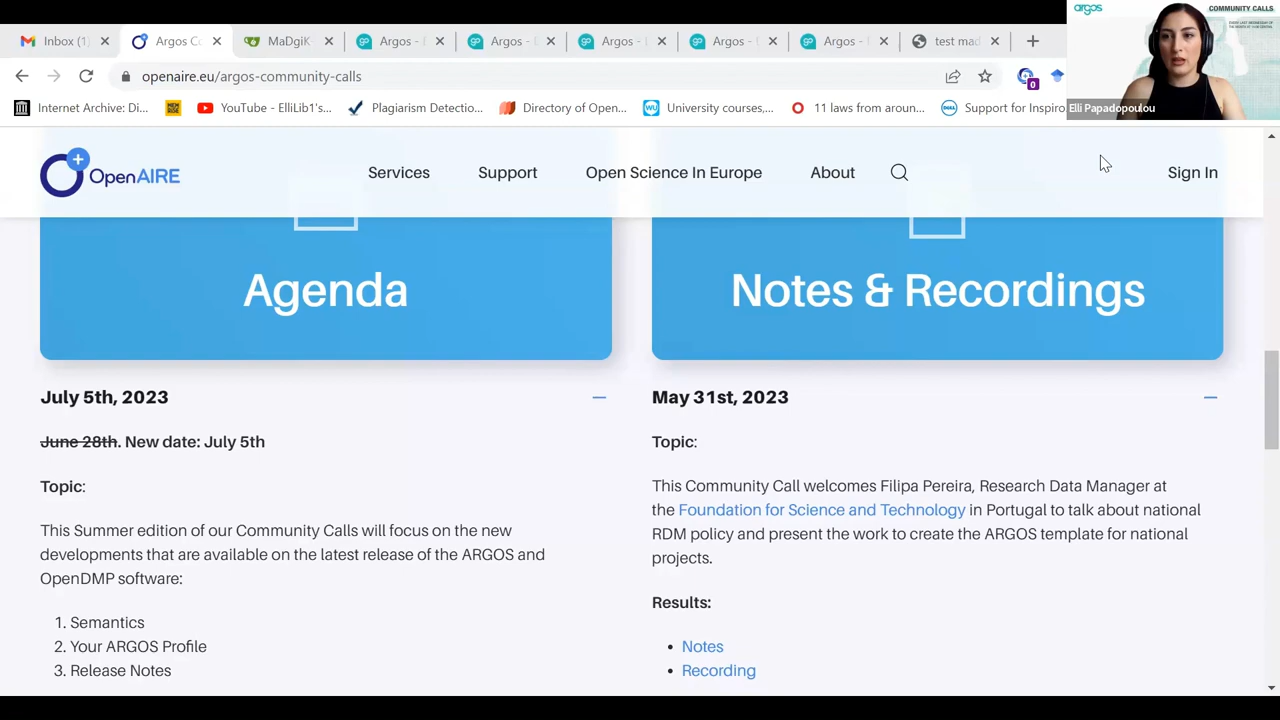 Inbox (1)
Argos Co
MaDgiK
Argos -
Argos -
Argos -
Argos -
Argos -
test mad
openaire.eu/argos-community-calls
0
Internet Archive: Di...
YouTube - ElliLib1's...
Plagiarism Detectio...
Directory of Open...
University courses,...
11 laws from aroun...
Support for Inspiro
argos
COMMUNITY CALLS
Elli Papadopoulou
OpenAIRE
Services
Support
Open Science In Europe
About
Sign In
Agenda
Notes & Recordings
July 5th, 2023
June 28th. New date: July 5th
Topic:
This Summer edition of our Community Calls will focus on the new
developments that are available on the latest release of the ARGOS and
OpenDMP software:
1. Semantics
2. Your ARGOS Profile
3. Release Notes
May 31st, 2023
Topic:
This Community Call welcomes Filipa Pereira, Research Data Manager at
the Foundation for Science and Technology in Portugal to talk about national
RDM policy and present the work to create the ARGOS template for national
projects.
Results:
• Notes
• Recording